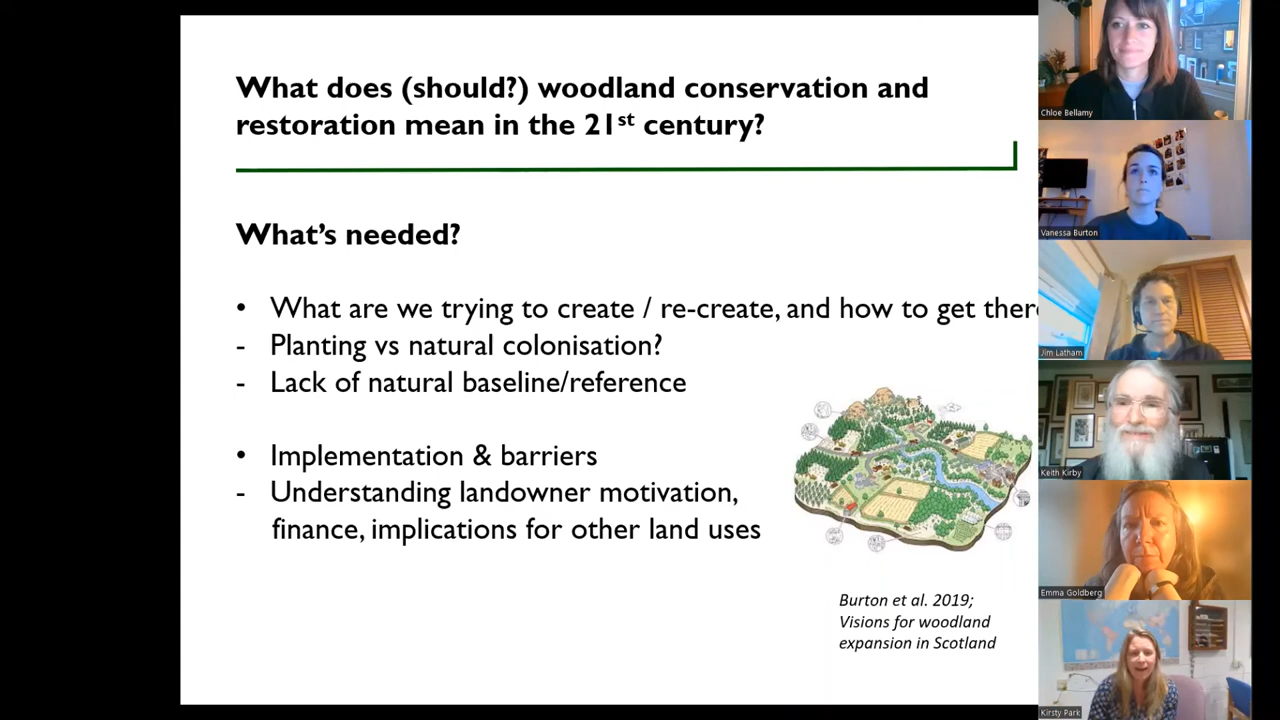 What does (should?) woodland conservation and
restoration mean in the 21st century?
What's needed?
• What are we trying to create / re-create, and how to get there
- Planting vs natural colonisation?
- Lack of natural baseline/reference
• Implementation & barriers
- Understanding landowner motivation,
finance, implications for other land uses
Burton et al. 2019;
Visions for woodland
expansion in Scotland
Chloe Bellamy
Vanessa Burton
Jim Latham
Keith Kirby
Emma Goldberg
Kirsty Park